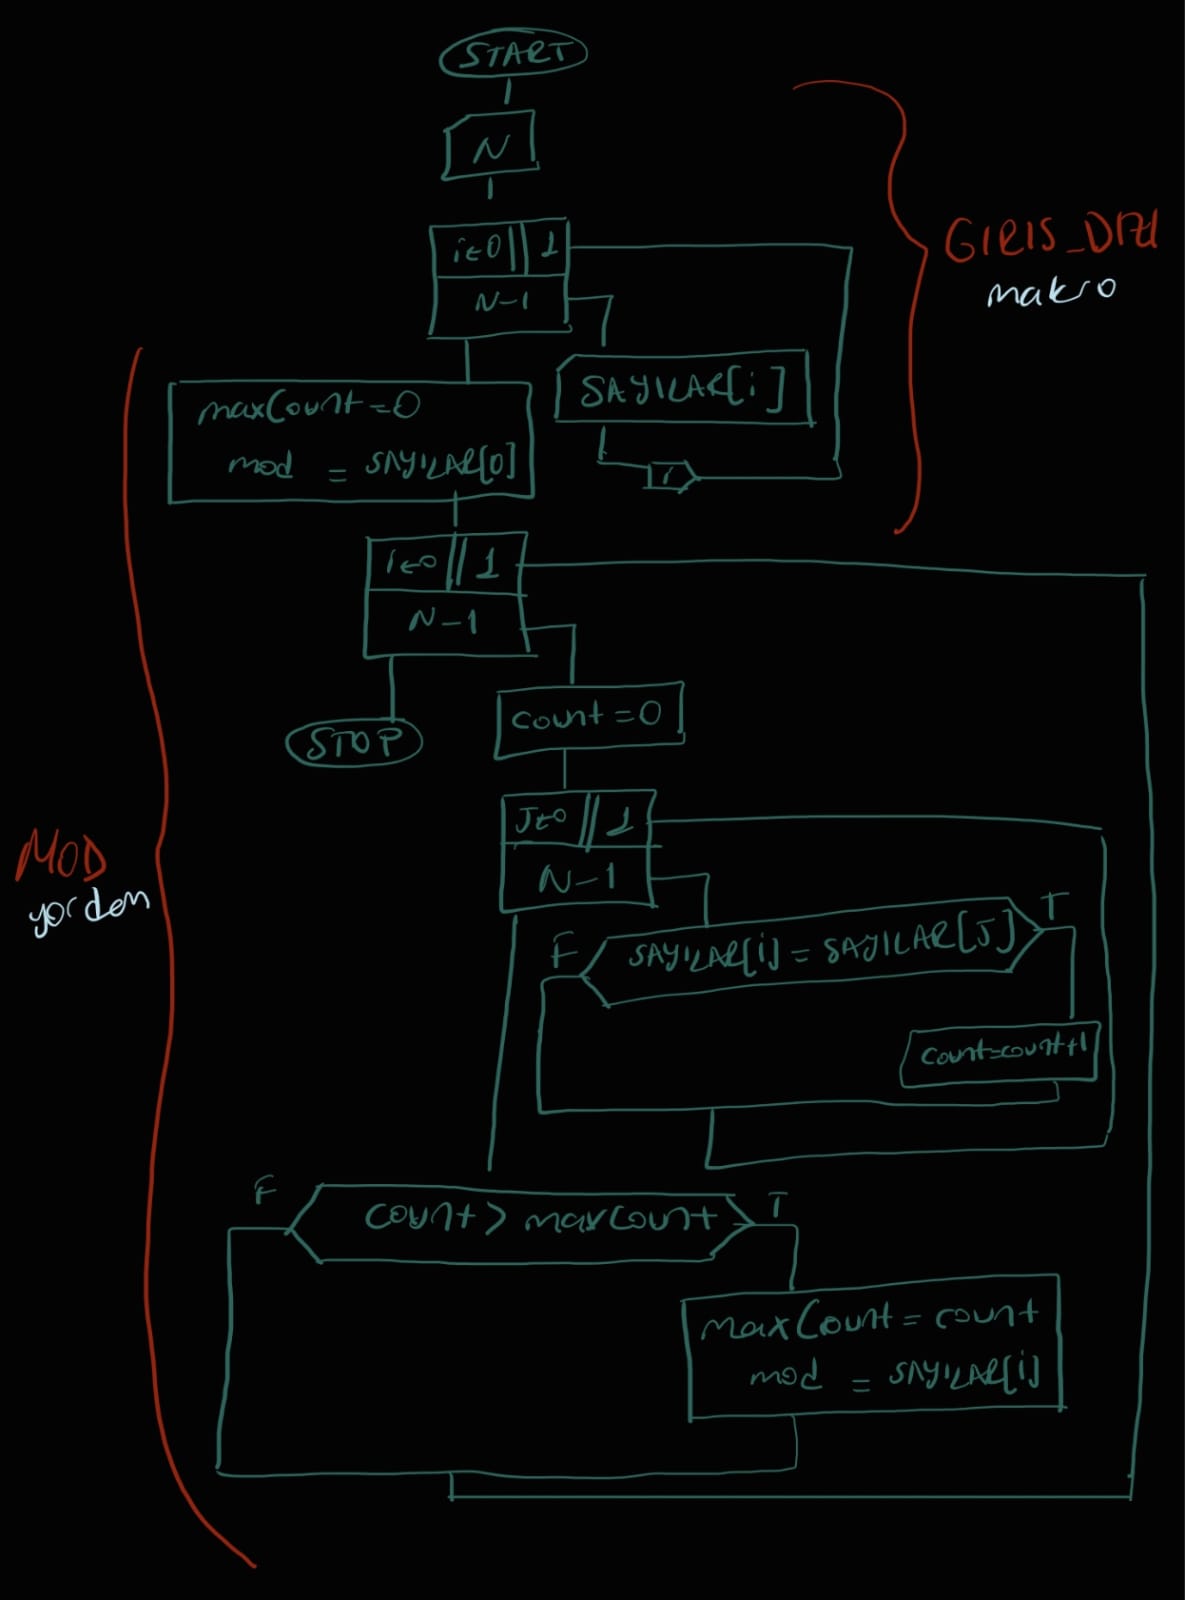 START
N
i←0 || 1
N-1
SAYILAR[i]
i
GIRIS_DIZI
makro
maxCount=0
mod = SAYILAR[0]
i←0 || 1
N-1
STOP
count=0
J←0 || 1
N-1
F
SAYILAR[i] = SAYILAR[J]
T
count=count+1
MOD
yordam
F
count > maxcount
T
maxCount = count
mod = SAYILAR[i]